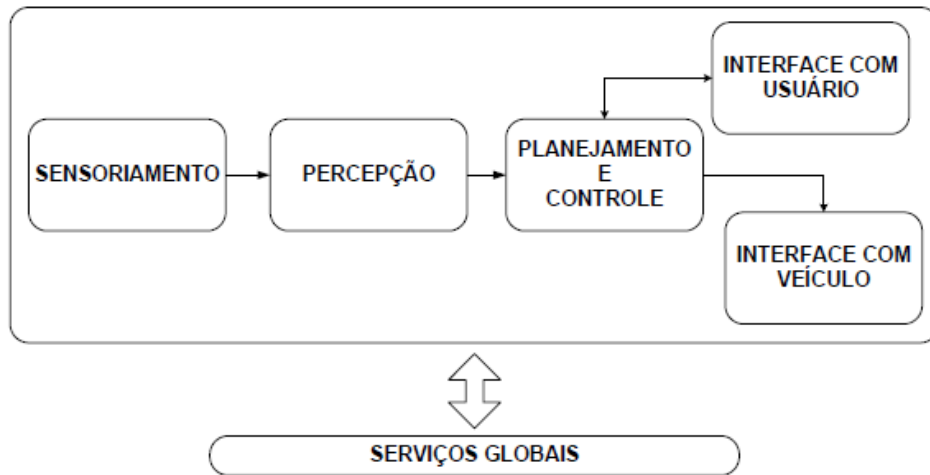 INTERFACE COM
USUÁRIO
SENSORIAMENTO
PERCEPÇÃO
PLANEJAMENTO
E
CONTROLE
INTERFACE COM
VEÍCULO
SERVIÇOS GLOBAIS